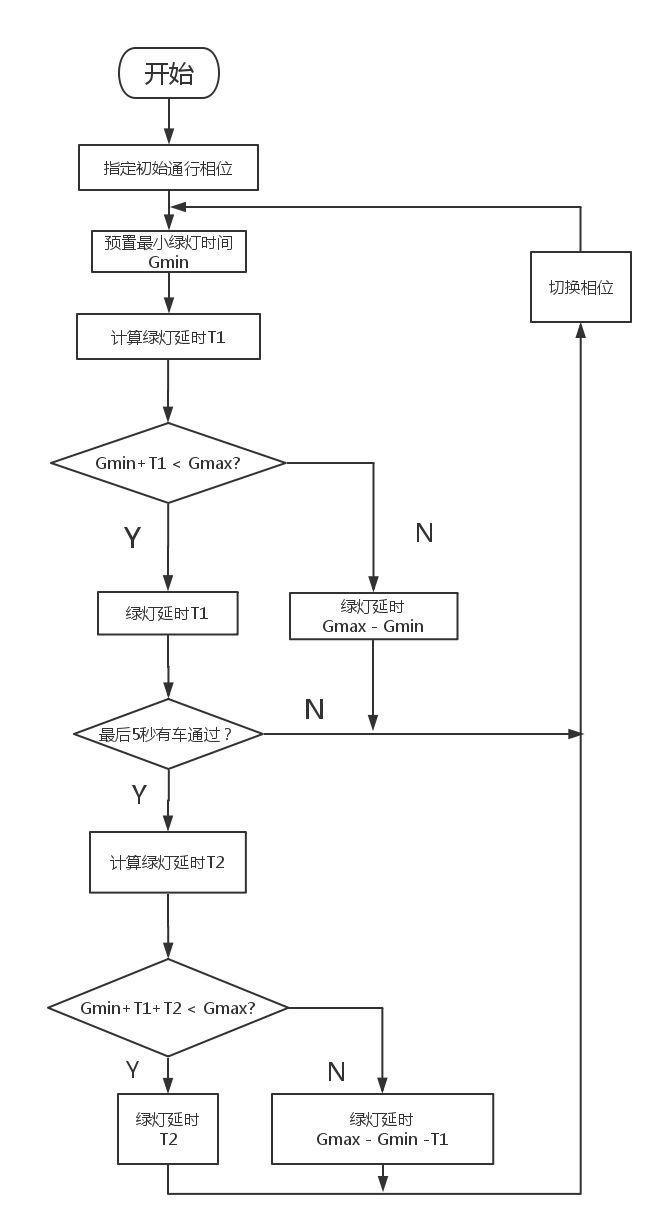 开始
指定初始通行相位
预置最小绿灯时间
Gmin
切换相位
计算绿灯延时T1
Gmin+T1 < Gmax?
Y
N
绿灯延时T1
绿灯延时
Gmax - Gmin
最后5秒有车通过？
N
Y
计算绿灯延时T2
Gmin+T1+T2 < Gmax?
Y
N
绿灯延时
T2
绿灯延时
Gmax - Gmin -T1